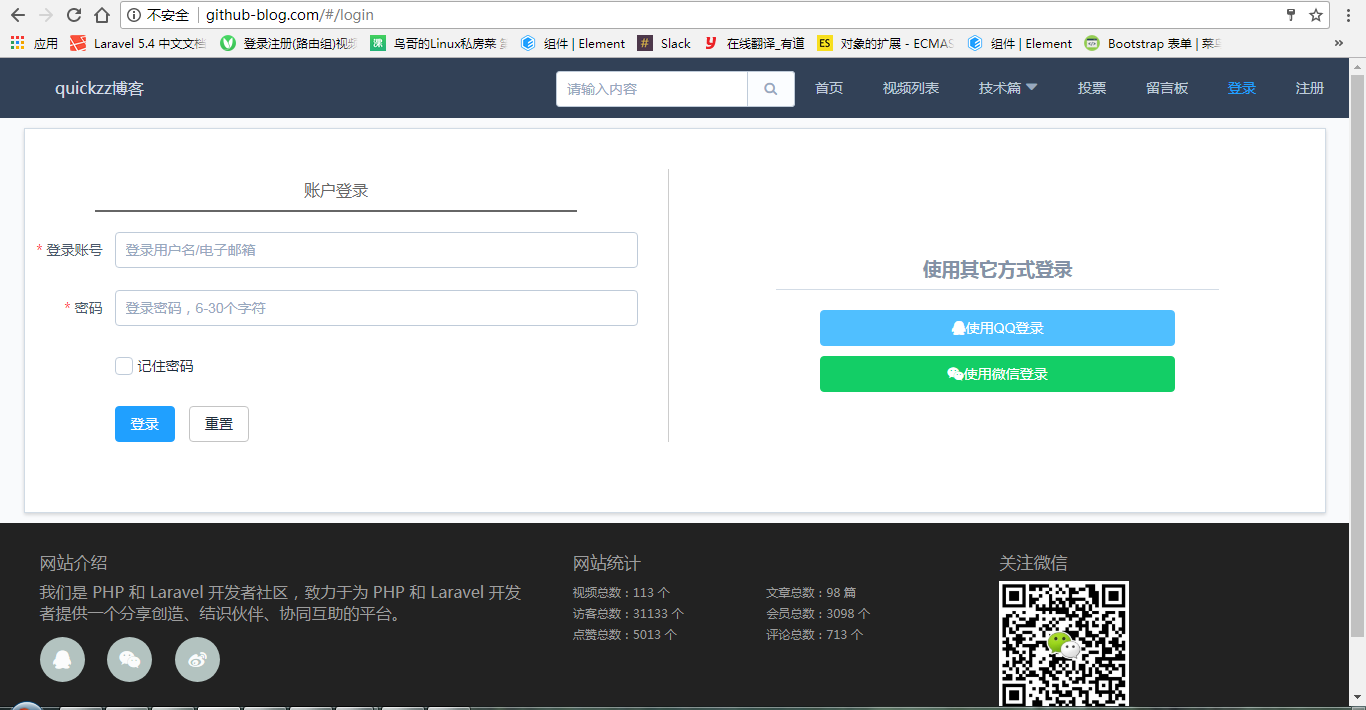 不安全 github-blog.com/#/login
应用 Laravel 5.4 中文文档 登录注册(路由组)视频 鸟哥的Linux私房菜 组件 | Element Slack 在线翻译_有道 ES 对象的扩展 - ECMAS 组件 | Element Bootstrap 表单 | 菜鸟 »
quickzz博客 请输入内容 首页 视频列表 技术篇 投票 留言板 登录 注册
账户登录
* 登录账号 登录用户名/电子邮箱
* 密码 登录密码，6-30个字符
记住密码
登录 重置
使用其它方式登录
使用QQ登录
使用微信登录
网站介绍
我们是 PHP 和 Laravel 开发者社区，致力于为 PHP 和 Laravel 开发
者提供一个分享创造、结识伙伴、协同互助的平台。
网站统计
视频总数：113 个 文章总数：98 篇
访客总数：31133 个 会员总数：3098 个
点赞总数：5013 个 评论总数：713 个
关注微信